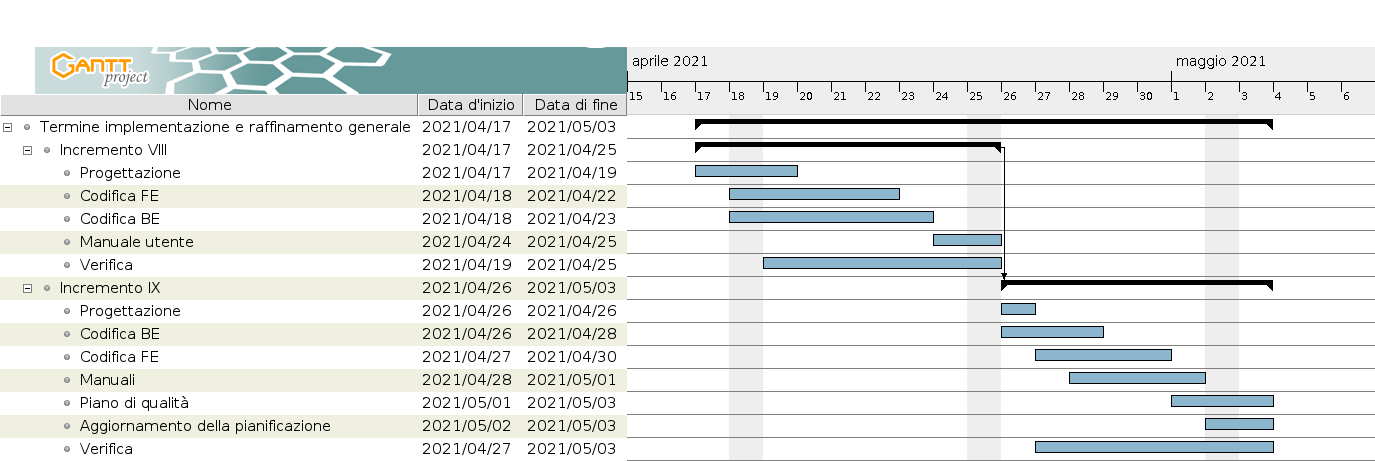 GANTT project
aprile 2021 maggio 2021
Nome Data d'inizio Data di fine 15 16 17 18 19 20 21 22 23 24 25 26 27 28 29 30 1 2 3 4 5 6
Termine implementazione e raffinamento generale 2021/04/17 2021/05/03
Incremento VIII 2021/04/17 2021/04/25
Progettazione 2021/04/17 2021/04/19
Codifica FE 2021/04/18 2021/04/22
Codifica BE 2021/04/18 2021/04/23
Manuale utente 2021/04/24 2021/04/25
Verifica 2021/04/19 2021/04/25
Incremento IX 2021/04/26 2021/05/03
Progettazione 2021/04/26 2021/04/26
Codifica BE 2021/04/26 2021/04/28
Codifica FE 2021/04/27 2021/04/30
Manuali 2021/04/28 2021/05/01
Piano di qualità 2021/05/01 2021/05/03
Aggiornamento della pianificazione 2021/05/02 2021/05/03
Verifica 2021/04/27 2021/05/03